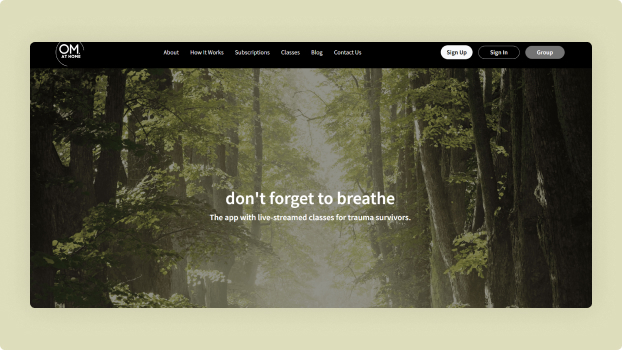 OM
AT HOME
About
How It Works
Subscriptions
Classes
Blog
Contact Us
Sign Up
Sign In
Group
don't forget to breathe
The app with live-streamed classes for trauma survivors.